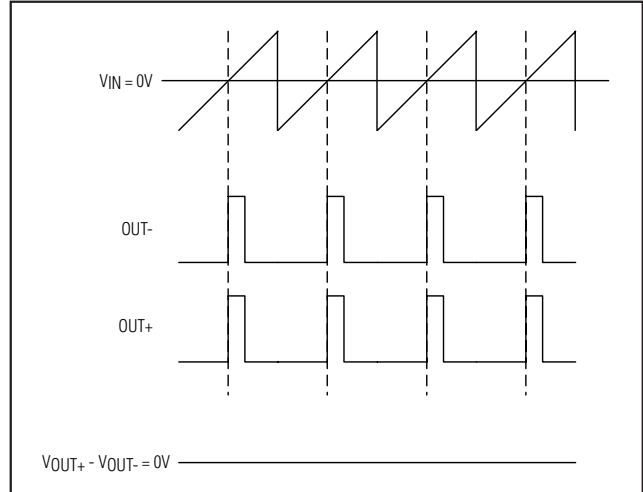 VIN = 0V
OUT-
OUT+
VOUT+ - VOUT- = 0V